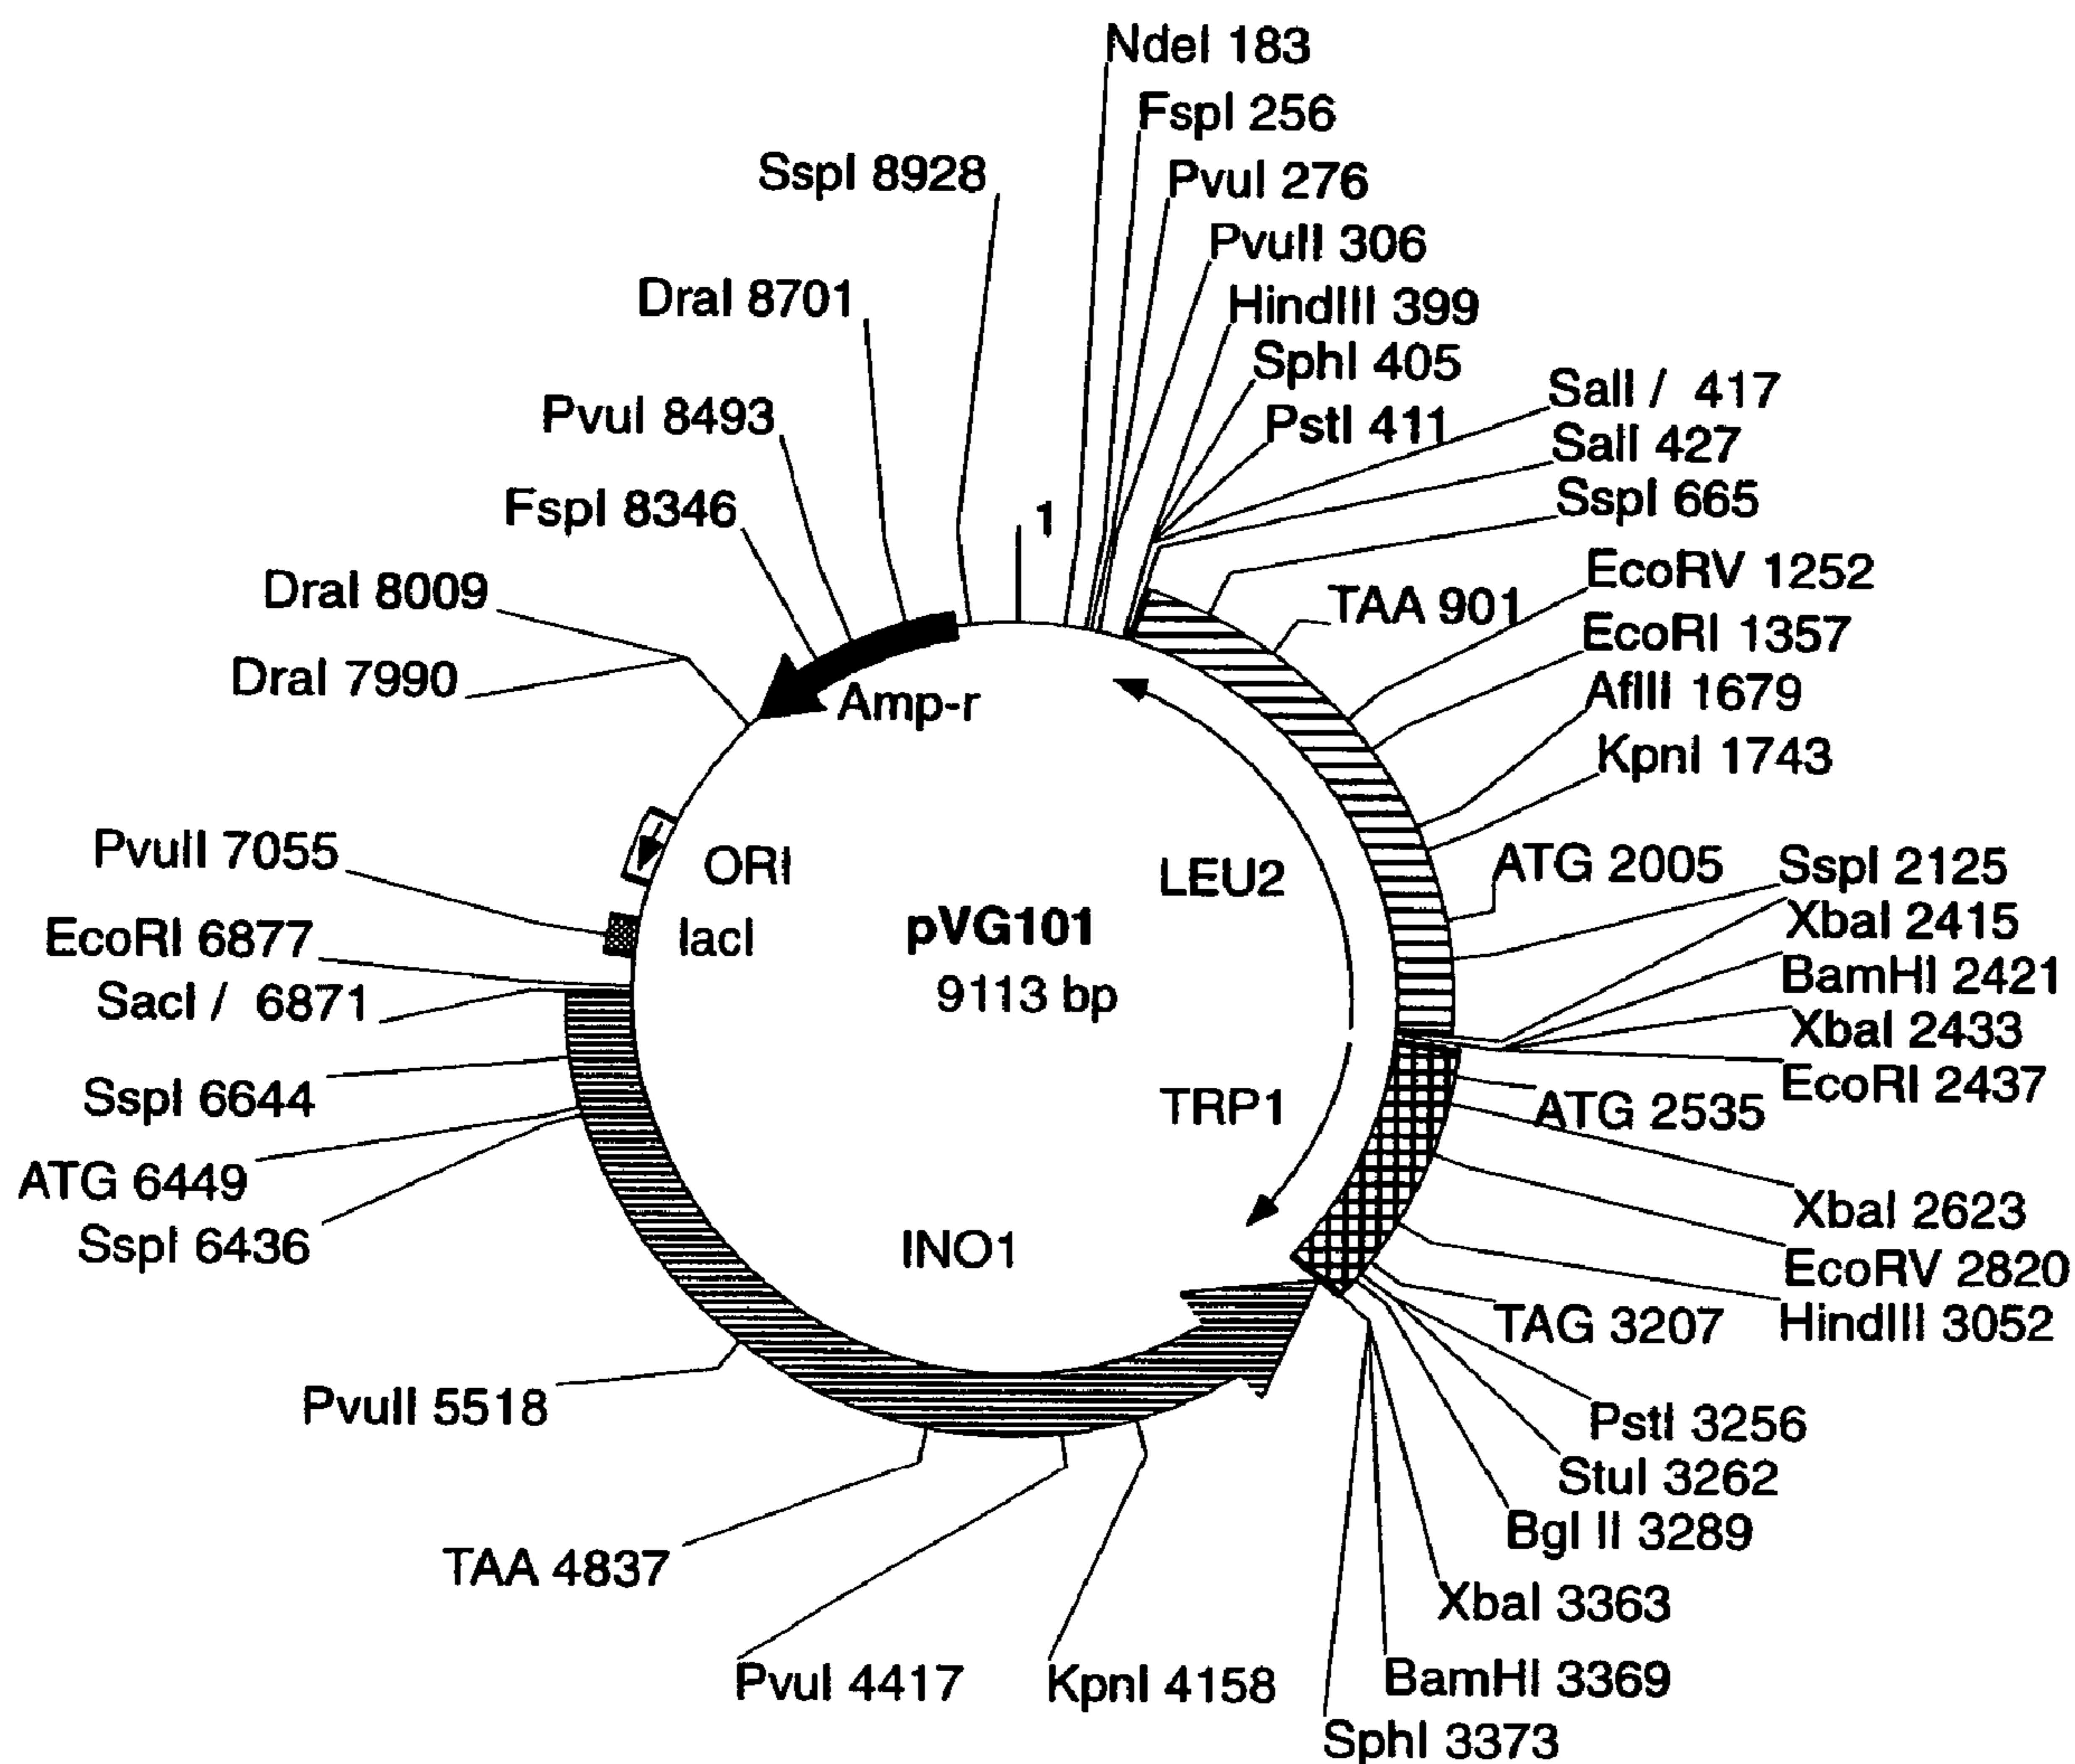 NdeI 183
FspI 256
PvuI 276
PvuII 306
HindIII 399
SphI 405
PstI 411
SalI / 417
SalI 427
SspI 665
TAA 901
EcoRV 1252
EcoRI 1357
AflII 1679
KpnI 1743
ATG 2005
SspI 2125
XbaI 2415
BamHI 2421
XbaI 2433
EcoRI 2437
ATG 2535
XbaI 2623
EcoRV 2820
HindIII 3052
TAG 3207
PstI 3256
StuI 3262
Bgl II 3289
XbaI 3363
BamHI 3369
SphI 3373
KpnI 4158
PvuI 4417
TAA 4837
PvuII 5518
SspI 6436
ATG 6449
SspI 6644
SacI / 6871
EcoRI 6877
PvuII 7055
DraI 7990
DraI 8009
FspI 8346
PvuI 8493
DraI 8701
SspI 8928
1
Amp-r
ORI
lacI
LEU2
pVG101
9113 bp
TRP1
INO1